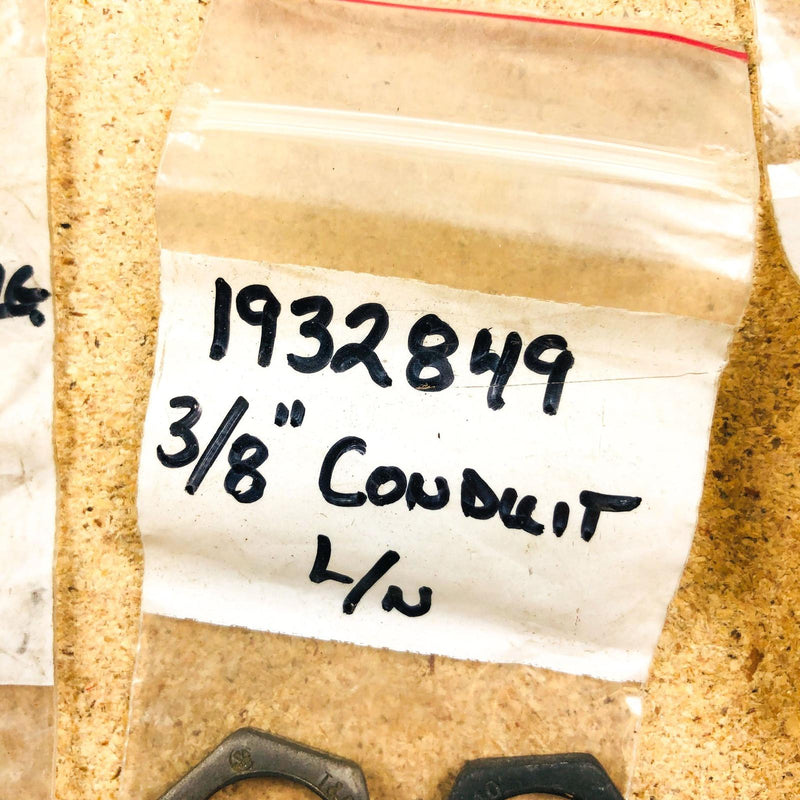 1932849
3/8" CONDUIT
L/N